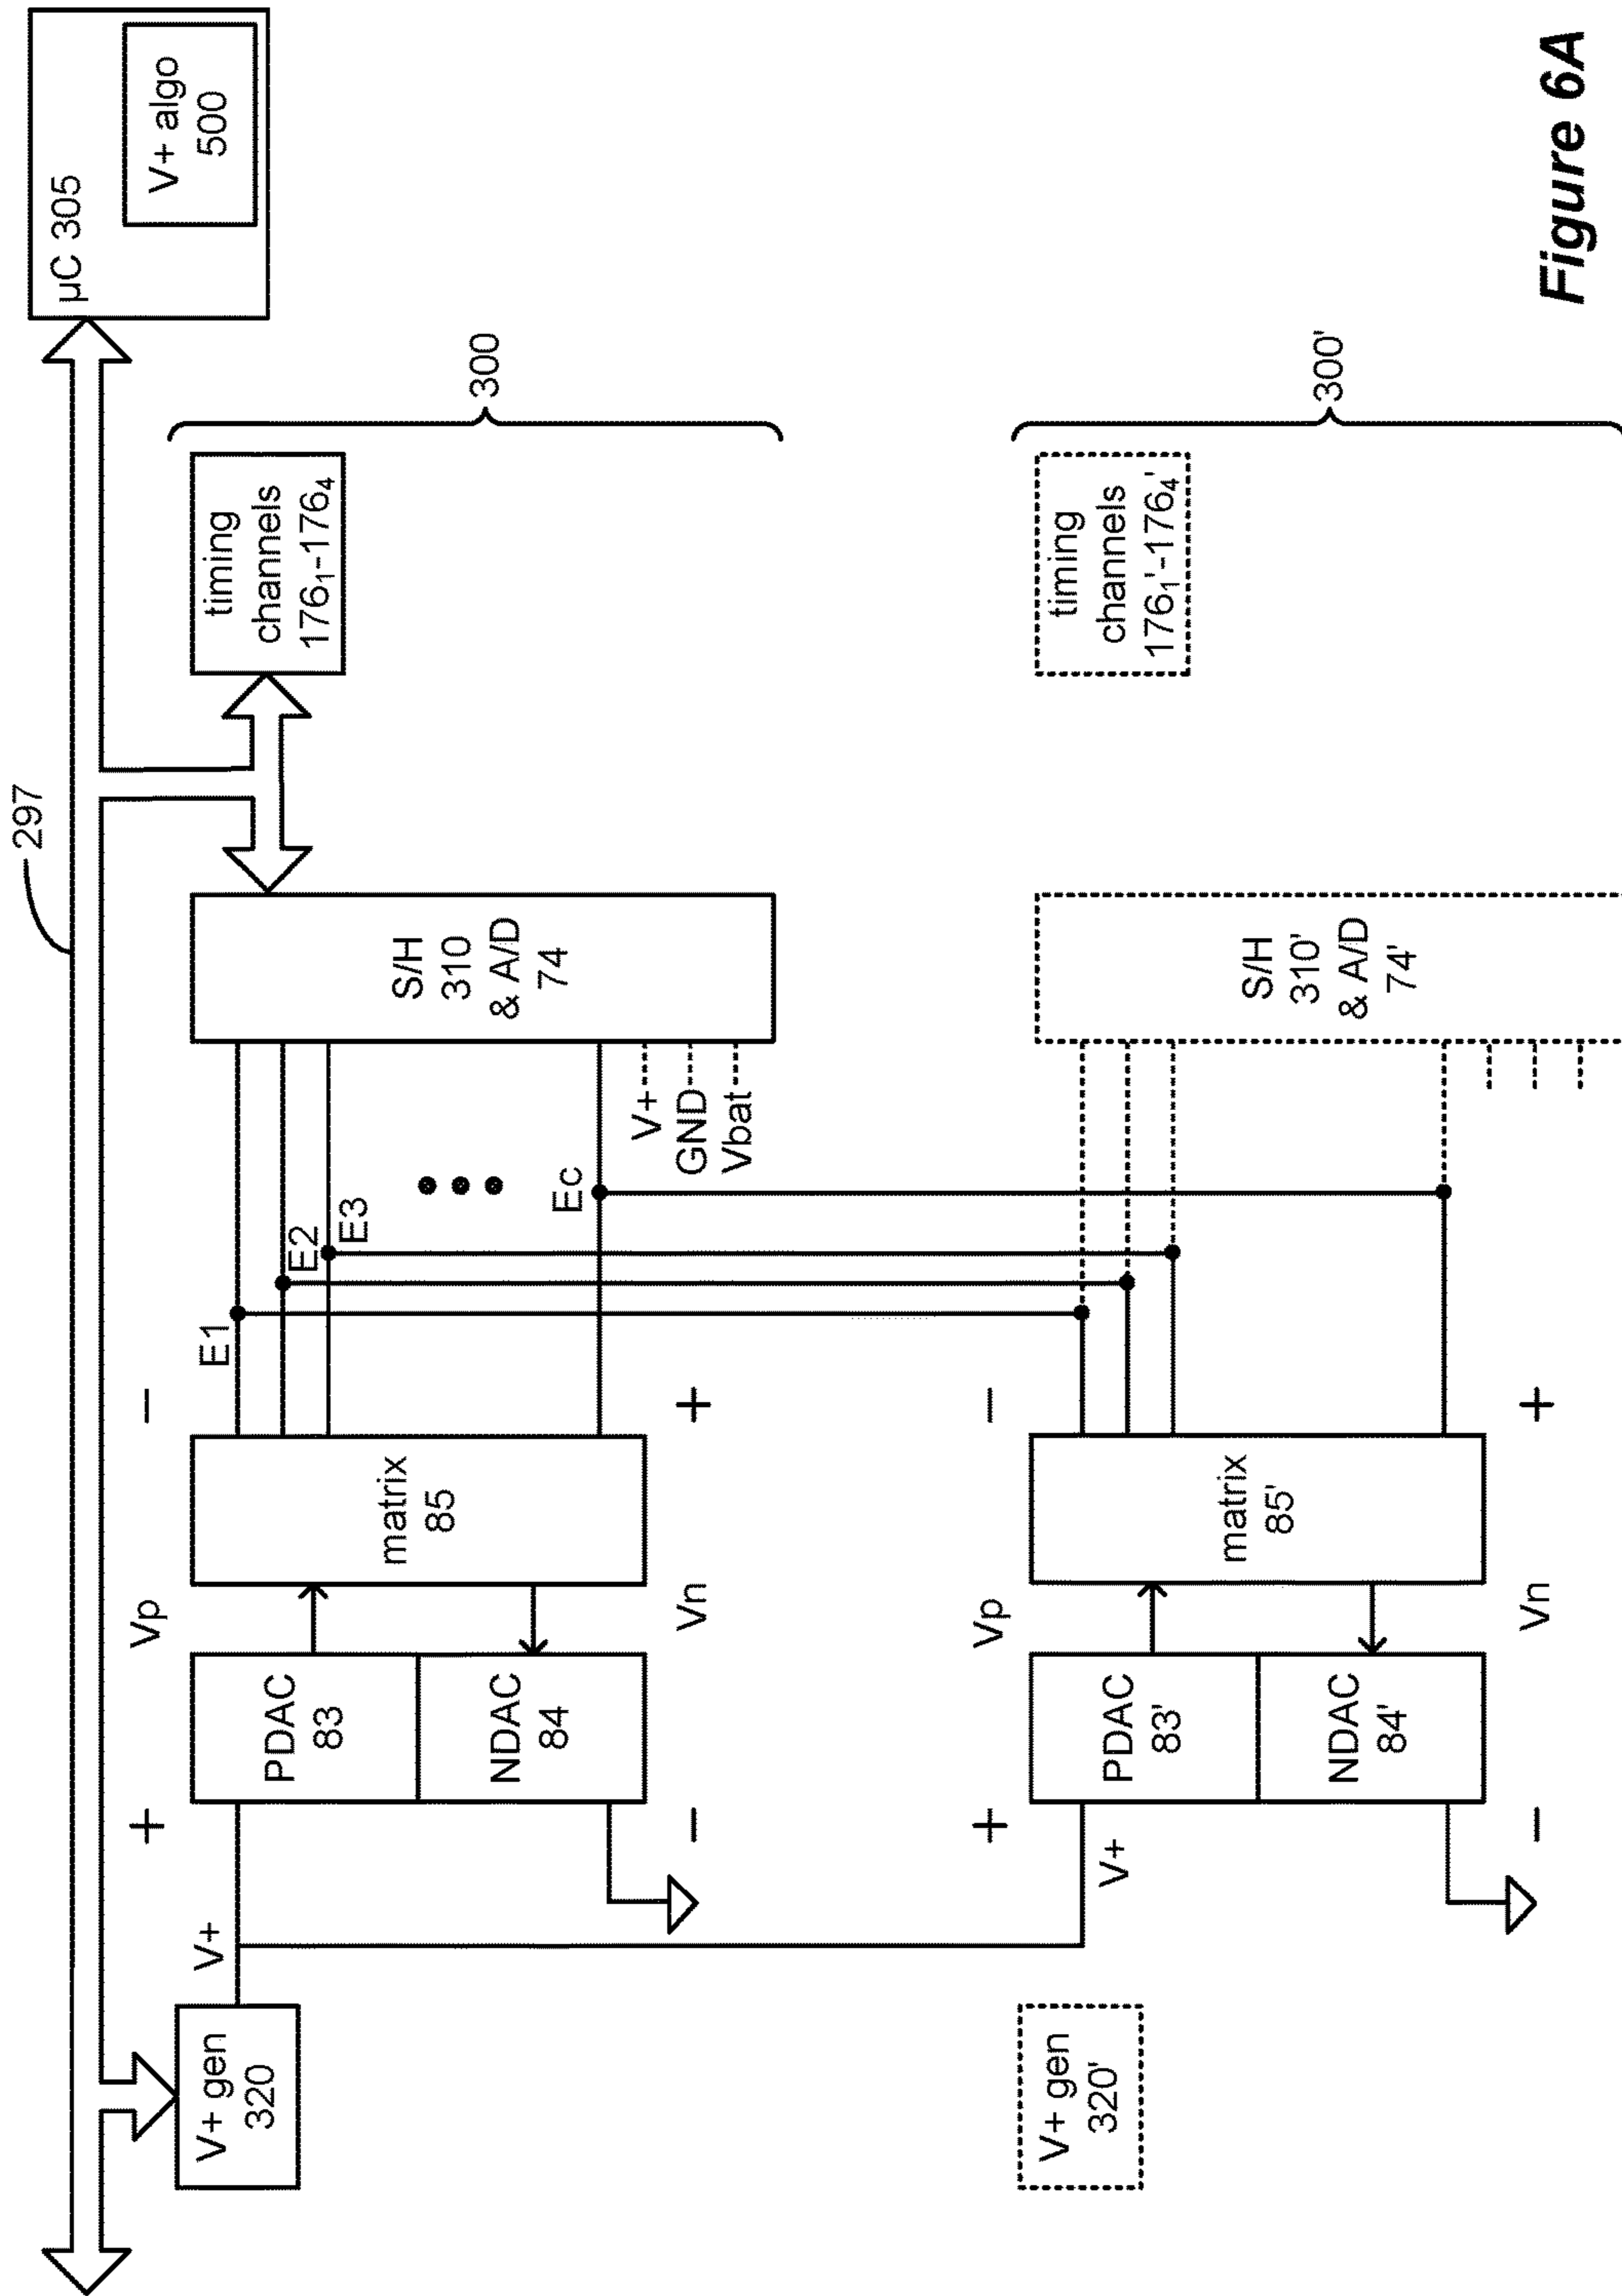 297
µC 305
V+ algo
500
V+ gen
320
V+
+
PDAC
83
NDAC
84
−
Vp
Vn
matrix
85
−
+
E1
E2
E3
Ec
V+
GND
Vbat
S/H
310
& A/D
74
timing
channels
176₁-176₄
300
V+ gen
320'
V+
+
PDAC
83'
NDAC
84'
−
Vp
Vn
matrix
85'
−
+
S/H
310'
& A/D
74'
timing
channels
176₁'-176₄'
300'
Figure 6A